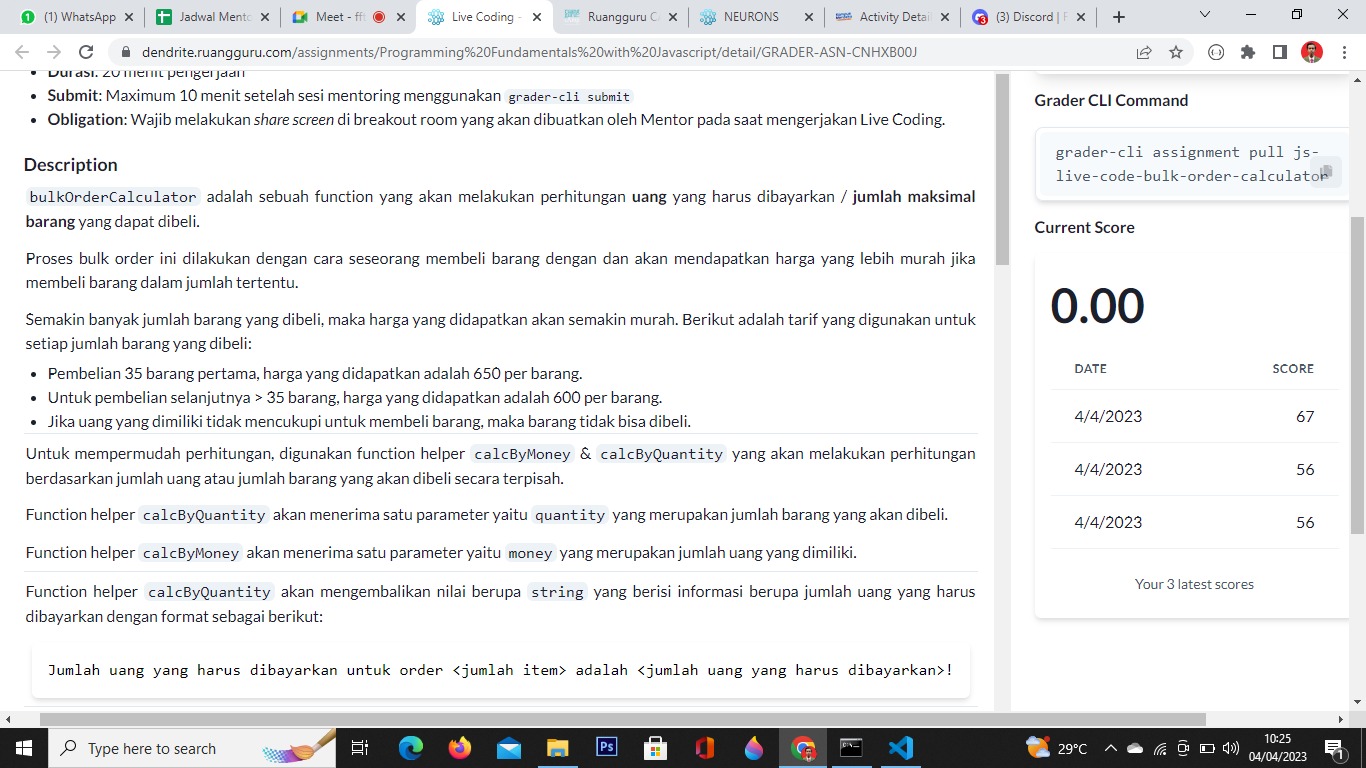 (1) WhatsApp
Jadwal Mento
Meet - ffs
Live Coding -
Ruangguru CA
NEURONS
Activity Detail
(3) Discord | F
dendrite.ruangguru.com/assignments/Programming%20Fundamentals%20with%20Javascript/detail/GRADER-ASN-CNHXB00J
Durasi: 20 menit pengerjaan
Submit: Maximum 10 menit setelah sesi mentoring menggunakan grader-cli submit
Obligation: Wajib melakukan share screen di breakout room yang akan dibuatkan oleh Mentor pada saat mengerjakan Live Coding.
Description
bulkOrderCalculator adalah sebuah function yang akan melakukan perhitungan uang yang harus dibayarkan / jumlah maksimal
barang yang dapat dibeli.
Proses bulk order ini dilakukan dengan cara seseorang membeli barang dengan dan akan mendapatkan harga yang lebih murah jika
membeli barang dalam jumlah tertentu.
Semakin banyak jumlah barang yang dibeli, maka harga yang didapatkan akan semakin murah. Berikut adalah tarif yang digunakan untuk
setiap jumlah barang yang dibeli:
Pembelian 35 barang pertama, harga yang didapatkan adalah 650 per barang.
Untuk pembelian selanjutnya > 35 barang, harga yang didapatkan adalah 600 per barang.
Jika uang yang dimiliki tidak mencukupi untuk membeli barang, maka barang tidak bisa dibeli.
Untuk mempermudah perhitungan, digunakan function helper calcByMoney & calcByQuantity yang akan melakukan perhitungan
berdasarkan jumlah uang atau jumlah barang yang akan dibeli secara terpisah.
Function helper calcByQuantity akan menerima satu parameter yaitu quantity yang merupakan jumlah barang yang akan dibeli.
Function helper calcByMoney akan menerima satu parameter yaitu money yang merupakan jumlah uang yang dimiliki.
Function helper calcByQuantity akan mengembalikan nilai berupa string yang berisi informasi berupa jumlah uang yang harus
dibayarkan dengan format sebagai berikut:
Jumlah uang yang harus dibayarkan untuk order <jumlah item> adalah <jumlah uang yang harus dibayarkan>!
Grader CLI Command
grader-cli assignment pull js-
live-code-bulk-order-calculator
Current Score
0.00
DATE SCORE
4/4/2023 67
4/4/2023 56
4/4/2023 56
Your 3 latest scores
Type here to search
Ps
29°C
10:25
04/04/2023
1